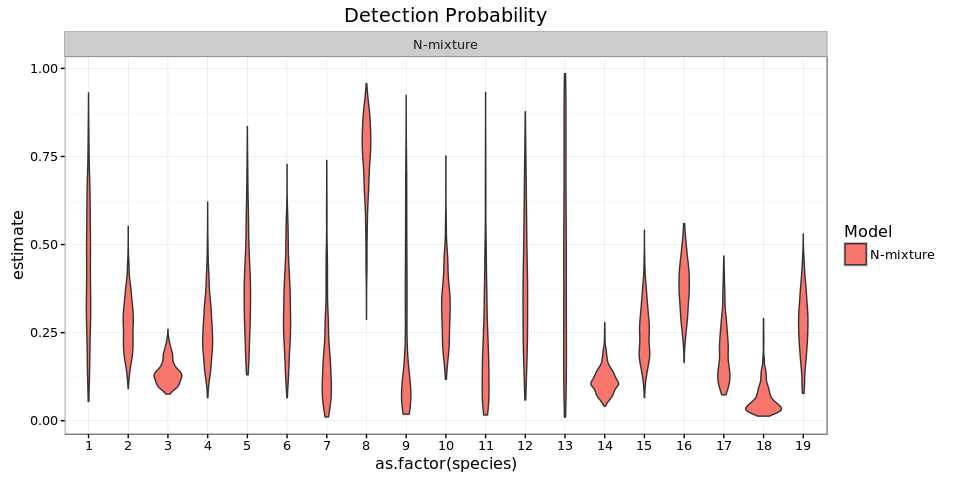 Detection Probability
N-mixture
1.00
0.75
0.50
0.25
0.00
estimate
1 2 3 4 5 6 7 8 9 10 11 12 13 14 15 16 17 18 19
as.factor(species)
Model
N-mixture